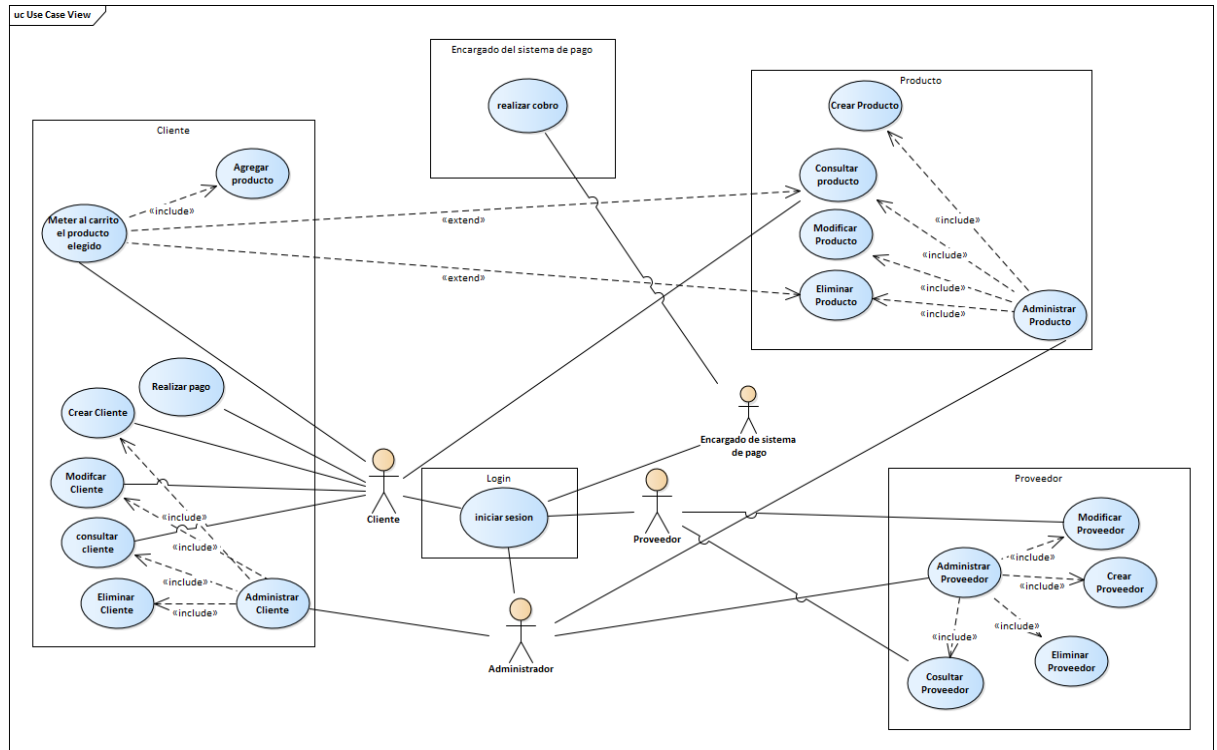 uc Use Case View
Encargado del sistema de pago
realizar cobro
Producto
Crear Producto
Consultar
producto
Modificar
Producto
Eliminar
Producto
Administrar
Producto
«include»
«include»
«include»
«include»
Cliente
Agregar
producto
Meter al carrito
el producto
elegido
«include»
«extend»
«extend»
Realizar pago
Crear Cliente
Modifcar
Cliente
consultar
cliente
Eliminar
Cliente
Administrar
Cliente
«include»
«include»
«include»
«include»
Cliente
Login
iniciar sesion
Encargado de sistema
de pago
Proveedor
Administrador
Proveedor
Modificar
Proveedor
Administrar
Proveedor
Crear
Proveedor
Eliminar
Proveedor
Cosultar
Proveedor
«include»
«include»
«include»
«include»